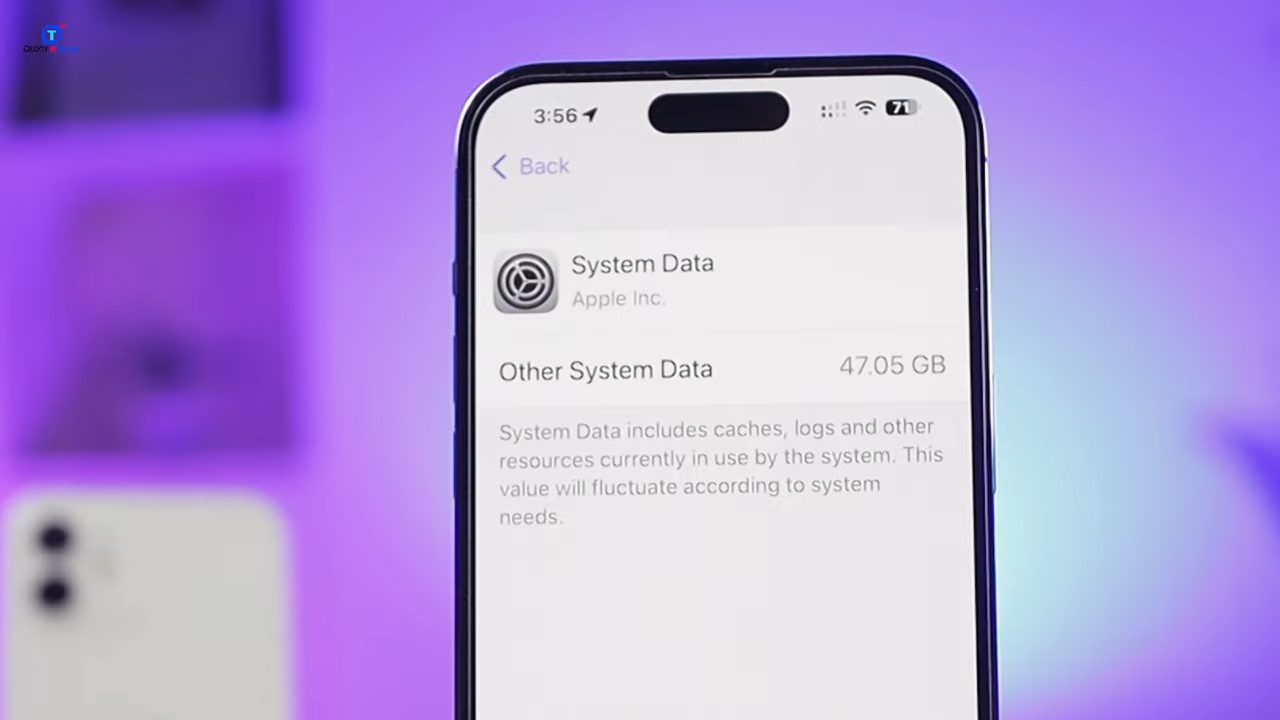 T
3:56
71
Back
System Data
Apple Inc.
Other System Data 47.05 GB
System Data includes caches, logs and other
resources currently in use by the system. This
value will fluctuate according to system
needs.